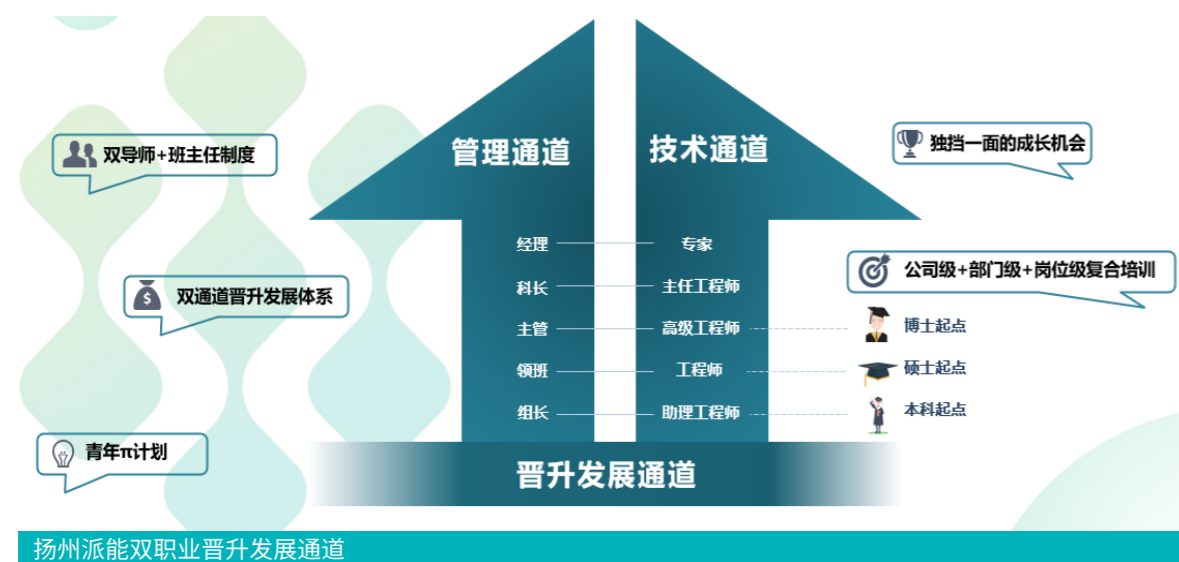 管理通道
技术通道
双导师+班主任制度
独挡一面的成长机会
经理
专家
公司级+部门级+岗位级复合培训
科长
主任工程师
双通道晋升发展体系
主管
高级工程师
博士起点
领班
工程师
硕士起点
组长
助理工程师
本科起点
青年π计划
晋升发展通道
扬州派能双职业晋升发展通道